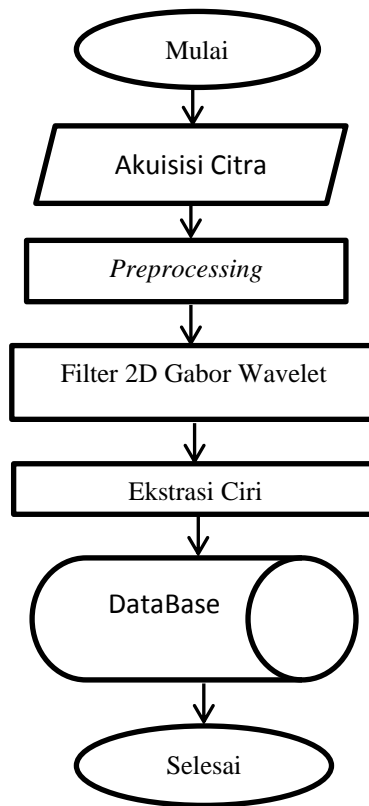 Mulai
Akuisisi Citra
Preprocessing
Filter 2D Gabor Wavelet
Ekstrasi Ciri
DataBase
Selesai